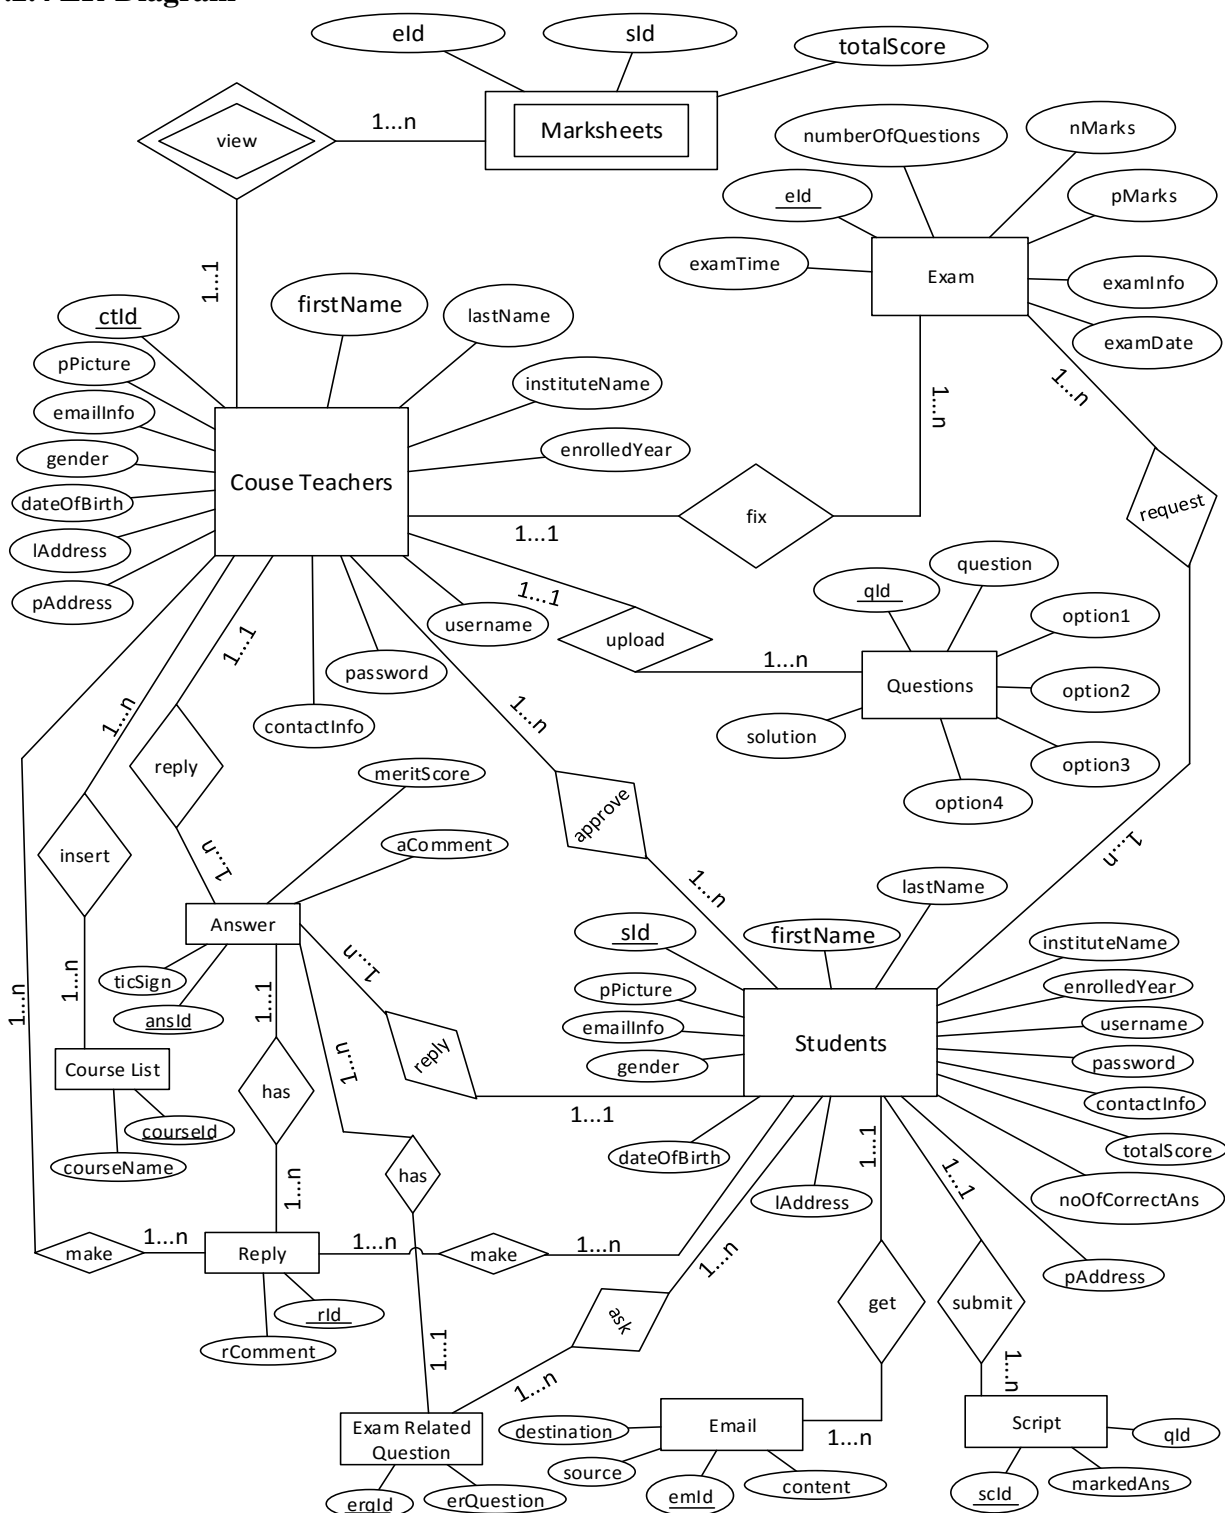 eId
sId
totalScore
view
1...n
Marksheets
numberOfQuestions
nMarks
eId
pMarks
examTime
Exam
examInfo
examDate
1...1
ctId
firstName
lastName
pPicture
instituteName
emailInfo
enrolledYear
gender
Couse Teachers
dateOfBirth
lAddress
pAddress
1...n
1...n
request
fix
1...1
1...1
upload
1...n
qId
question
option1
Questions
option2
solution
option3
option4
username
password
contactInfo
1...1
1...n
reply
1...n
approve
1...n
meritScore
aComment
insert
1...n
1...n
Answer
ticSign
ansId
1...n
1...n
1...n
Course List
courseId
courseName
1...1
has
1...n
1...n
reply
1...1
1...n
lastName
firstName
sId
pPicture
emailInfo
gender
Students
instituteName
enrolledYear
username
password
contactInfo
totalScore
noOfCorrectAns
pAddress
dateOfBirth
lAddress
has
1...1
make
1...n
Reply
1...n
make
1...n
rId
rComment
1...n
ask
1...n
1...1
get
1...n
1...1
submit
1...n
Exam Related
Question
erqId
erQuestion
destination
Email
source
emId
content
Script
qId
scId
markedAns